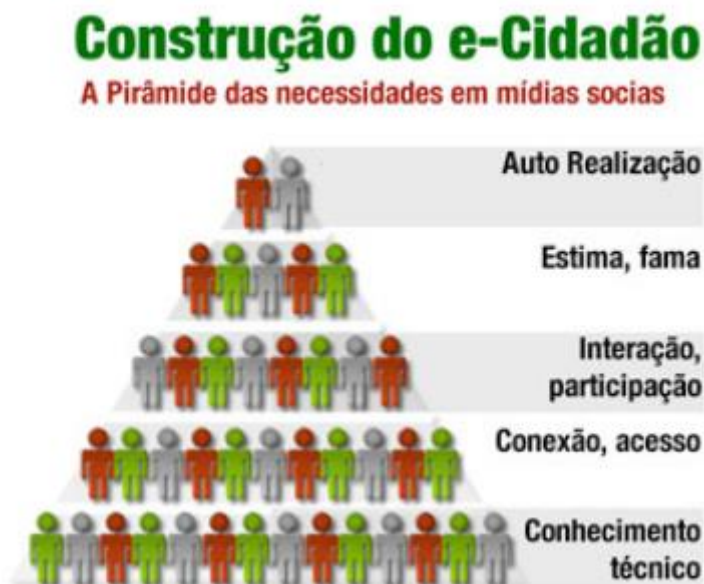 Construção do e-Cidadão
A Pirâmide das necessidades em mídias socias
Auto Realização
Estima, fama
Interação,
participação
Conexão, acesso
Conhecimento
técnico